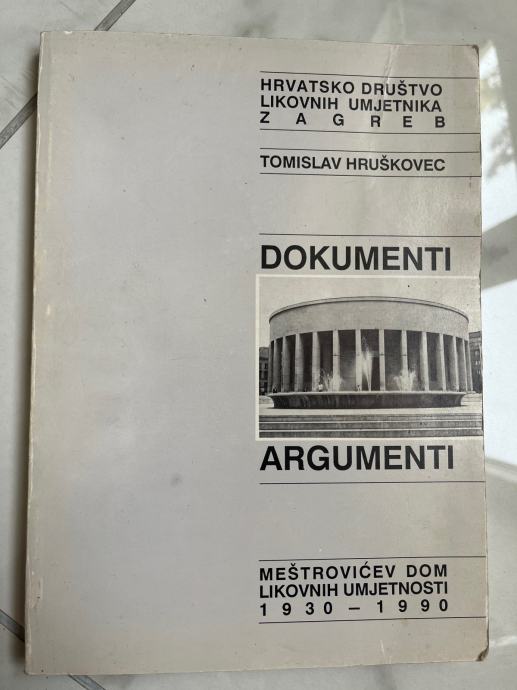 HRVATSKO DRUŠTVO
LIKOVNIH UMJETNIKA
ZAGREB
TOMISLAV HRUŠKOVEC
DOKUMENTI
ARGUMENTI
MEŠTROVIĆEV DOM
LIKOVNIH UMJETNOSTI
1930 – 1990